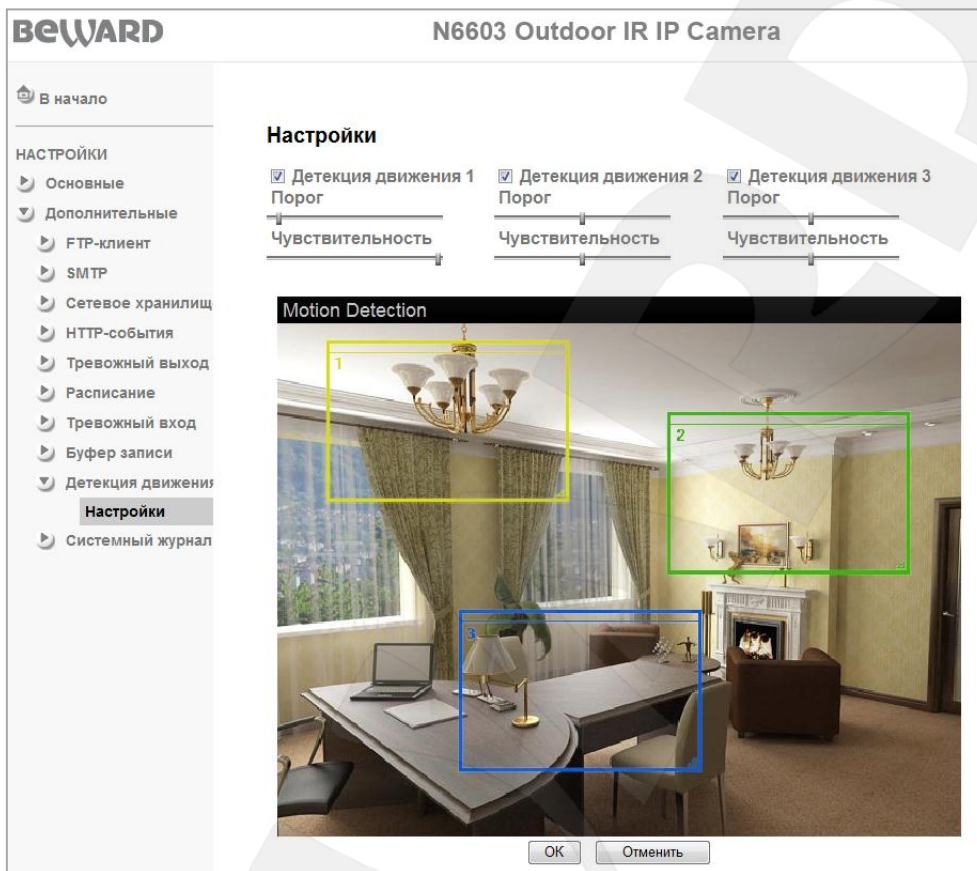 BEWARD
N6603 Outdoor IR IP Camera
В начало
НАСТРОЙКИ
Основные
Дополнительные
FTP-клиент
SMTP
Сетевое хранилищ
HTTP-события
Тревожный выход
Расписание
Тревожный вход
Буфер записи
Детекция движения
Настройки
Системный журнал
Настройки
Детекция движения 1
Порог
Чувствительность
Детекция движения 2
Порог
Чувствительность
Детекция движения 3
Порог
Чувствительность
Motion Detection
1
2
3
OK
Отменить